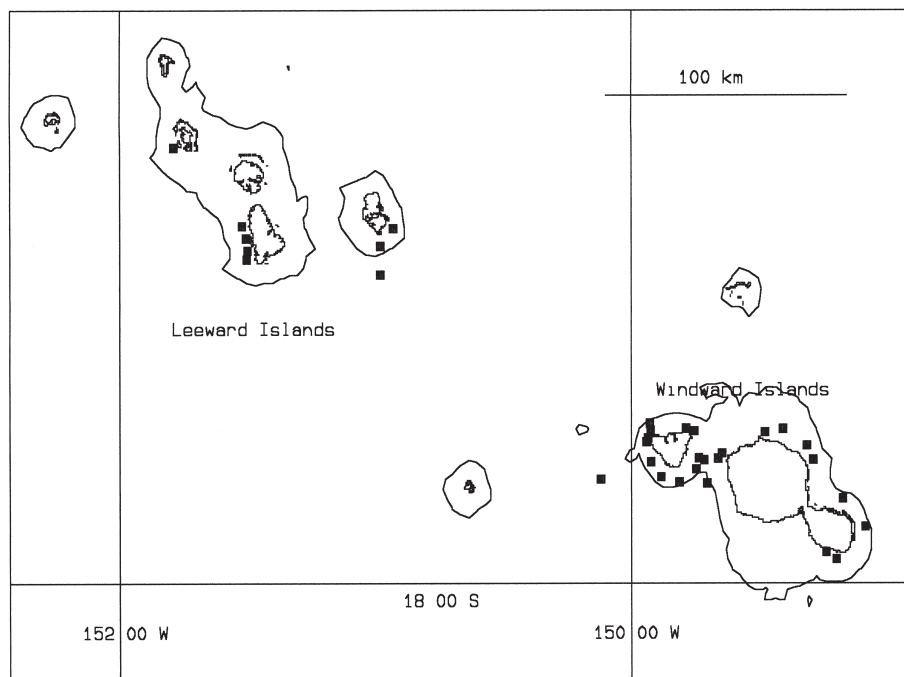 100 km
Leeward Islands
Windward Islands
18 00 S
152 00 W
150 00 W